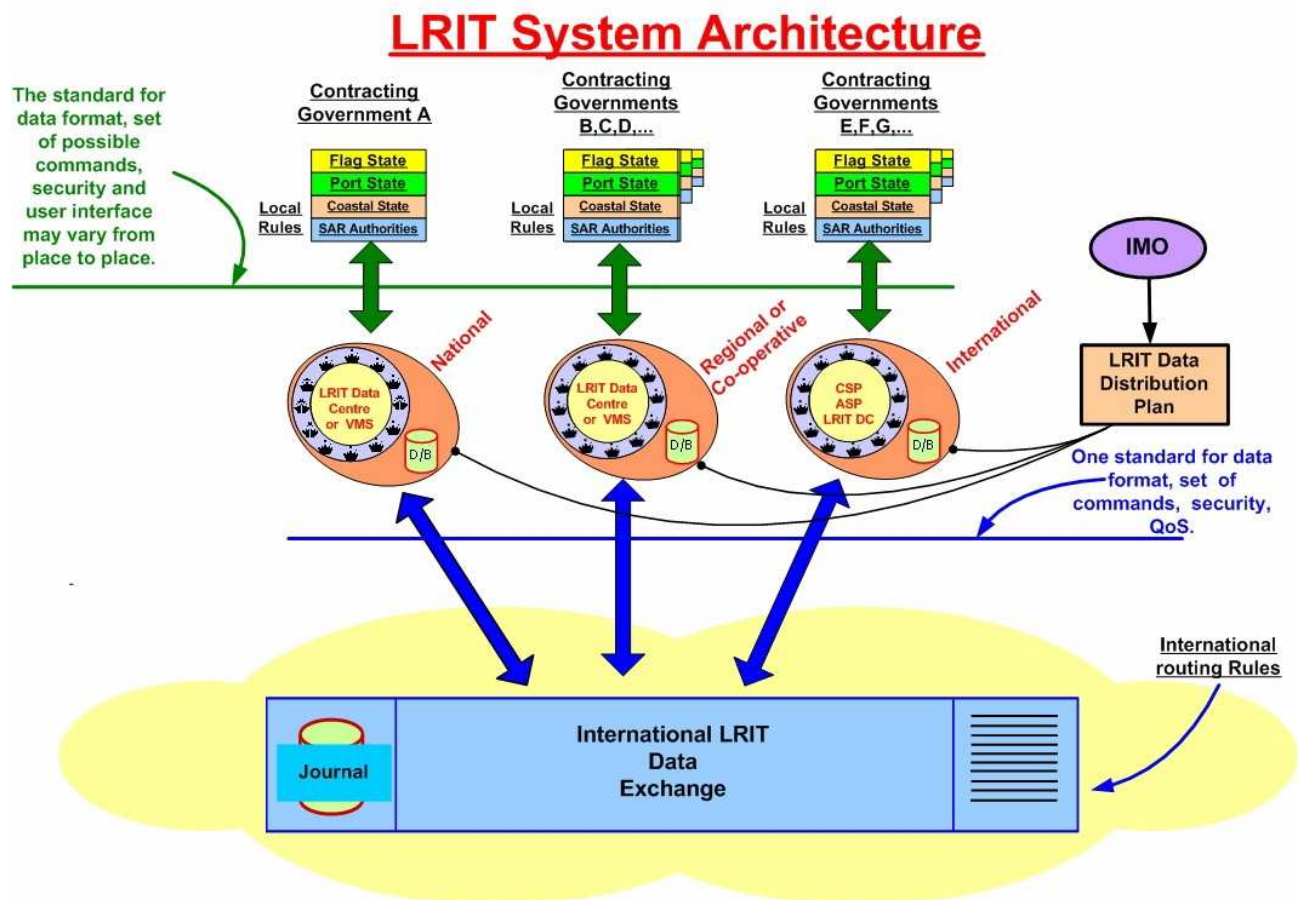 LRIT System Architecture
The standard for
data format, set
of possible
commands,
security and
user interface
may vary from
place to place.
Contracting
Government A
Flag State
Port State
Coastal State
SAR Authorities
Local
Rules
Contracting
Governments
B,C,D,...
Flag State
Port State
Coastal State
SAR Authorities
Local
Rules
Contracting
Governments
E,F,G,...
Flag State
Port State
Coastal State
SAR Authorities
Local
Rules
IMO
LRIT Data
Distribution
Plan
National
LRIT Data
Centre
or VMS
D/B
Regional or
Co-operative
LRIT Data
Centre
or VMS
D/B
International
CSP
ASP
LRIT DC
D/B
One standard for data
format, set of
commands, security,
QoS.
-
International
routing Rules
Journal
International LRIT
Data
Exchange